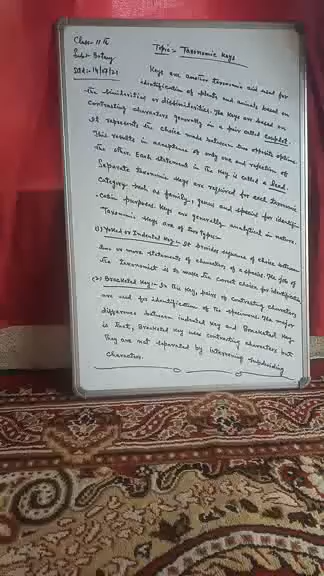 Class:- 11th
Topic:- Taxonomic Keys
Sub:- Botany
Date:- 14/07/21
Keys are another taxonomic aid used for
identification of plants and animals based on
the similarities or dissimilarities. The keys are based on
contrasting characters generally in a pair called couplet.
It represents the choice made between two opposite options.
This results in acceptance of only one and rejection of
the other. Each statement in the key is called a lead.
Separate taxonomic keys are required for each taxonomic
category such as family, genus and species for identifi-
-cation purposes. Keys are generally analytical in nature.
Taxonomic keys are of two types:-
(1) Yoked or Indented key:- It provides sequence of choice between
two or more statements of characters of a species. The job of
the taxonomist is to make the correct choice for identification
(2) Bracketed Key:- In this key, pairs of contrasting characters
are used for identification of the specimens. The major
difference between indented key and Bracketed Key
is that, Bracketed key uses contrasting characters but
they are not separated by intervening subdividing
characters.